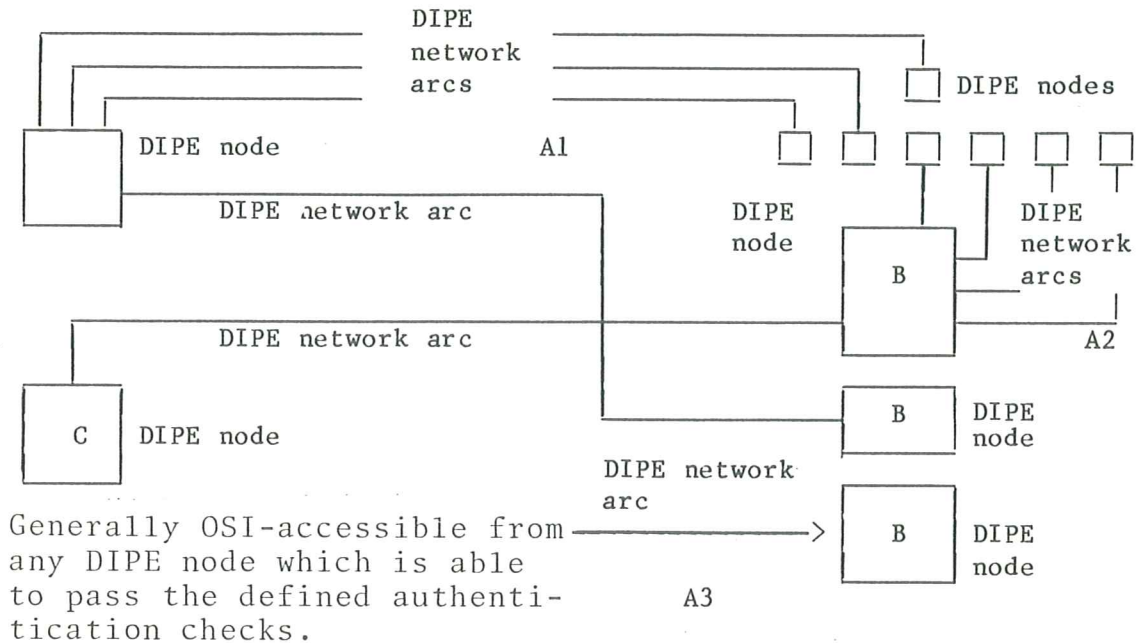 DIPE
network
arcs
DIPE nodes
DIPE node
A1
DIPE network arc
DIPE
node
DIPE
network
arcs
B
DIPE network arc
A2
C
DIPE node
B
DIPE
node
DIPE network
arc
Generally OSI-accessible from
any DIPE node which is able
to pass the defined authenti-
tication checks.
B
DIPE
node
A3